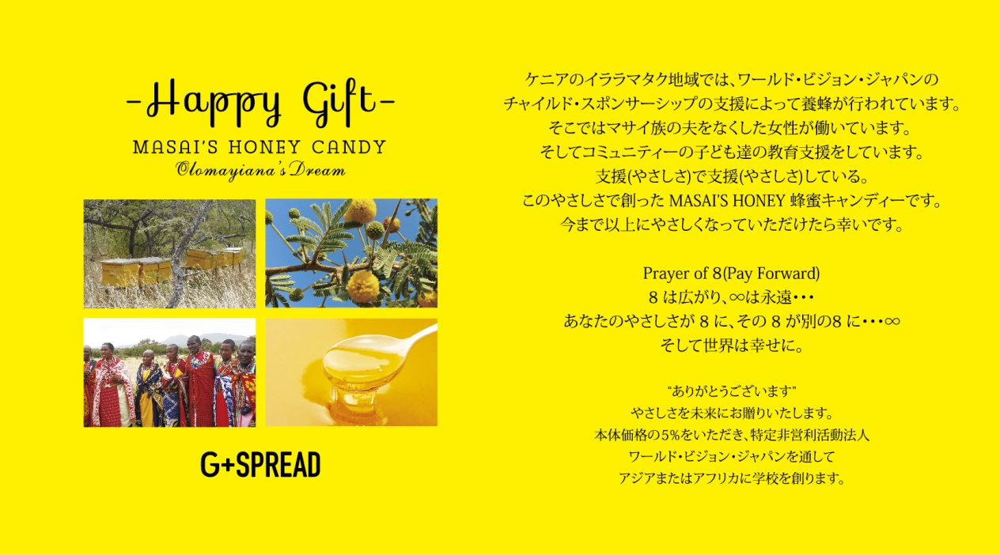 -Happy Gift-
MASAI'S HONEY CANDY
Olomayiana's Dream
G+SPREAD
ケニアのイララマタク地域では、ワールド・ビジョン・ジャパンの
チャイルド・スポンサーシップの支援によって養蜂が行われています。
そこではマサイ族の夫をなくした女性が働いています。
そしてコミュニティーの子ども達の教育支援をしています。
支援(やさしさ)で支援(やさしさ)している。
このやさしさで創った MASAI'S HONEY 蜂蜜キャンディーです。
今まで以上にやさしくなっていただけたら幸いです。
Prayer of 8(Pay Forward)
8 は広がり、∞は永遠・・・
あなたのやさしさが 8 に、その 8 が別の8 に・・・∞
そして世界は幸せに。
“ありがとうございます”
やさしさを未来にお贈りいたします。
本体価格の5%をいただき、特定非営利活動法人
ワールド・ビジョン・ジャパンを通して
アジアまたはアフリカに学校を創ります。